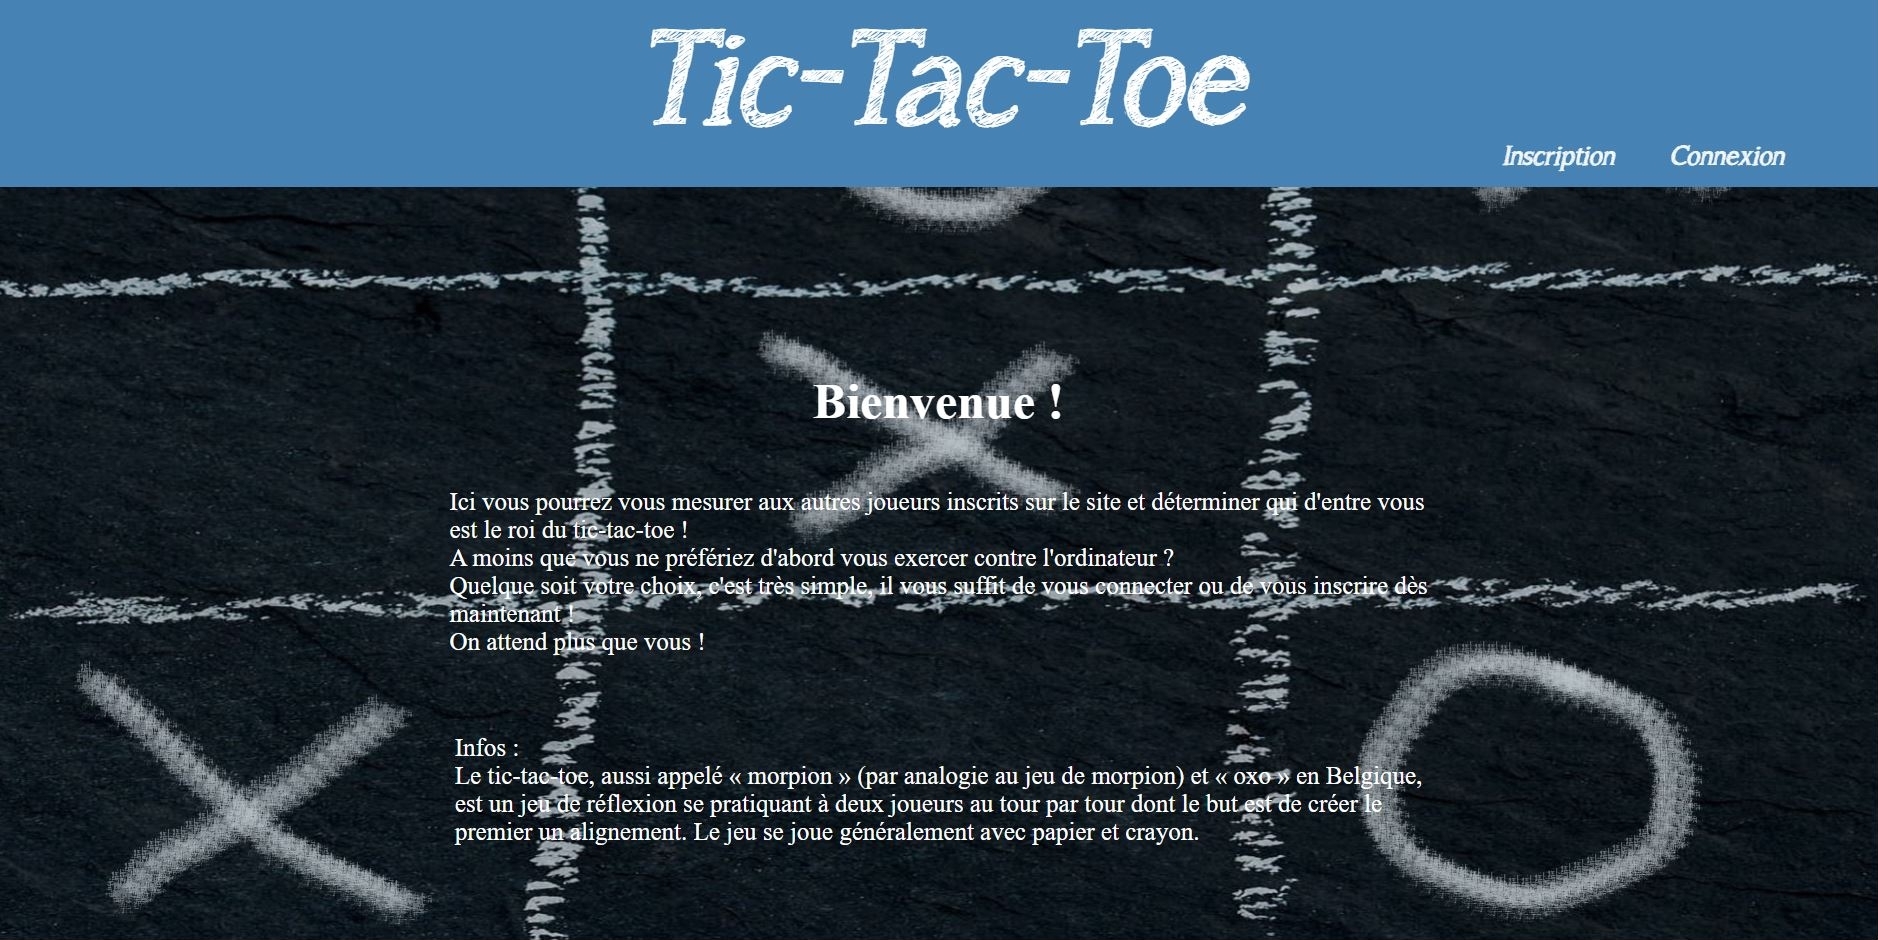 Tic-Tac-Toe
Inscription Connexion
Bienvenue !
Ici vous pourrez vous mesurer aux autres joueurs inscrits sur le site et déterminer qui d'entre vous
est le roi du tic-tac-toe !
A moins que vous ne préfériez d'abord vous exercer contre l'ordinateur ?
Quelque soit votre choix, c'est très simple, il vous suffit de vous connecter ou de vous inscrire dès
maintenant !
On attend plus que vous !
Infos :
Le tic-tac-toe, aussi appelé « morpion » (par analogie au jeu de morpion) et « oxo » en Belgique,
est un jeu de réflexion se pratiquant à deux joueurs au tour par tour dont le but est de créer le
premier un alignement. Le jeu se joue généralement avec papier et crayon.